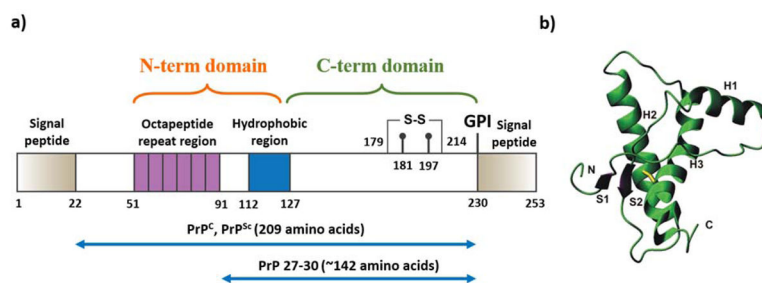 a)
N-term domain
C-term domain
Signal
peptide
Octapeptide
repeat region
Hydrophobic
region
S-S
179
214
181
197
GPI
Signal
peptide
1
22
51
91
112
127
230
253
PrPᶜ, PrPˢᶜ (209 amino acids)
PrP 27-30 (~142 amino acids)
b)
H1
H2
H3
N
S1
S2
C